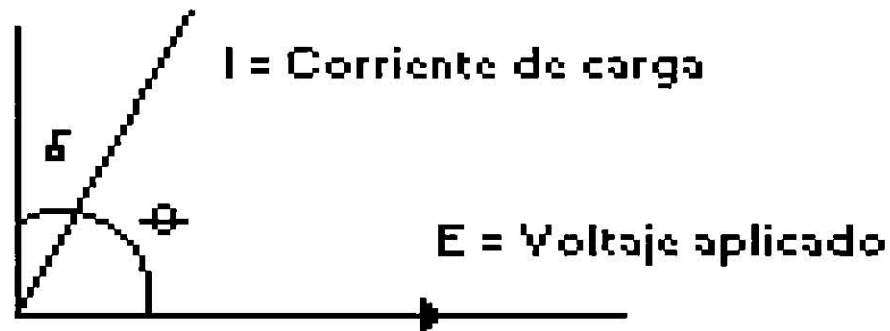 I = Corriente de carga
δ
Φ
E = Voltaje aplicado